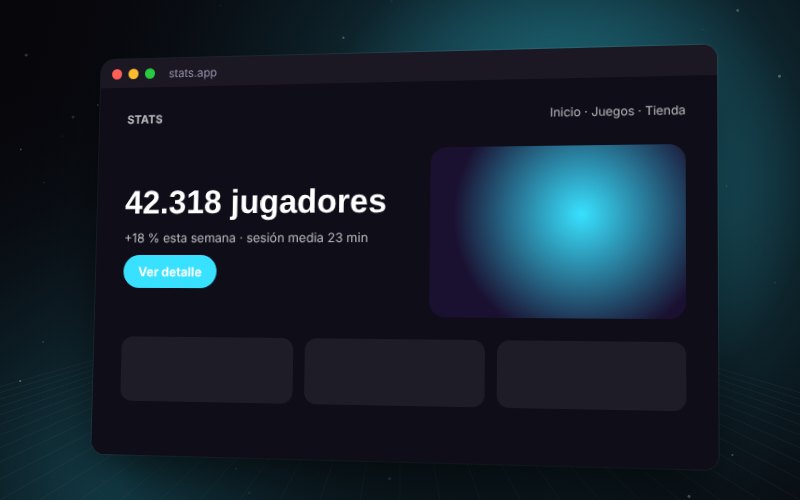 stats.app
STATS
Inicio · Juegos · Tienda
42.318 jugadores
+18 % esta semana · sesión media 23 min
Ver detalle